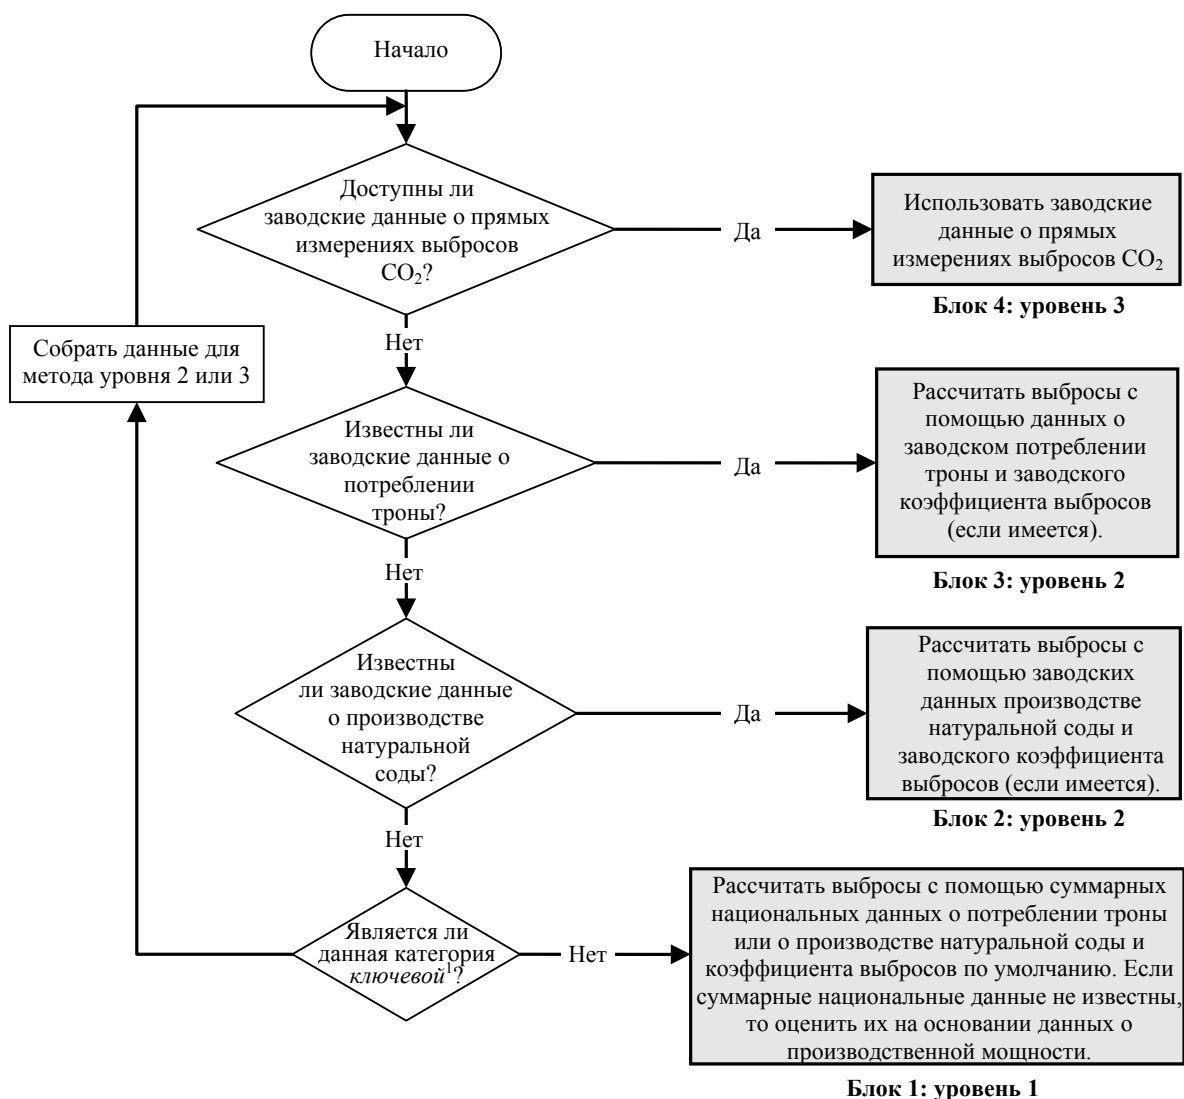 Начало
Доступны ли
заводские данные о прямых
измерениях выбросов
CO₂?
Да
Использовать заводские
данные о прямых
измерениях выбросов CO₂
Блок 4: уровень 3
Нет
Собрать данные для
метода уровня 2 или 3
Известны ли
заводские данные о
потреблении
троны?
Да
Рассчитать выбросы с
помощью данных о
заводском потреблении
троны и заводского
коэффициента выбросов
(если имеется).
Блок 3: уровень 2
Нет
Известны
ли заводские данные
о производстве
натуральной
соды?
Да
Рассчитать выбросы с
помощью заводских
данных производстве
натуральной соды и
заводского коэффициента
выбросов (если имеется).
Блок 2: уровень 2
Нет
Является ли
данная категория
ключевой¹?
Нет
Рассчитать выбросы с помощью суммарных
национальных данных о потреблении троны
или о производстве натуральной соды и
коэффициента выбросов по умолчанию. Если
суммарные национальные данные не известны,
то оценить их на основании данных о
производственной мощности.
Блок 1: уровень 1